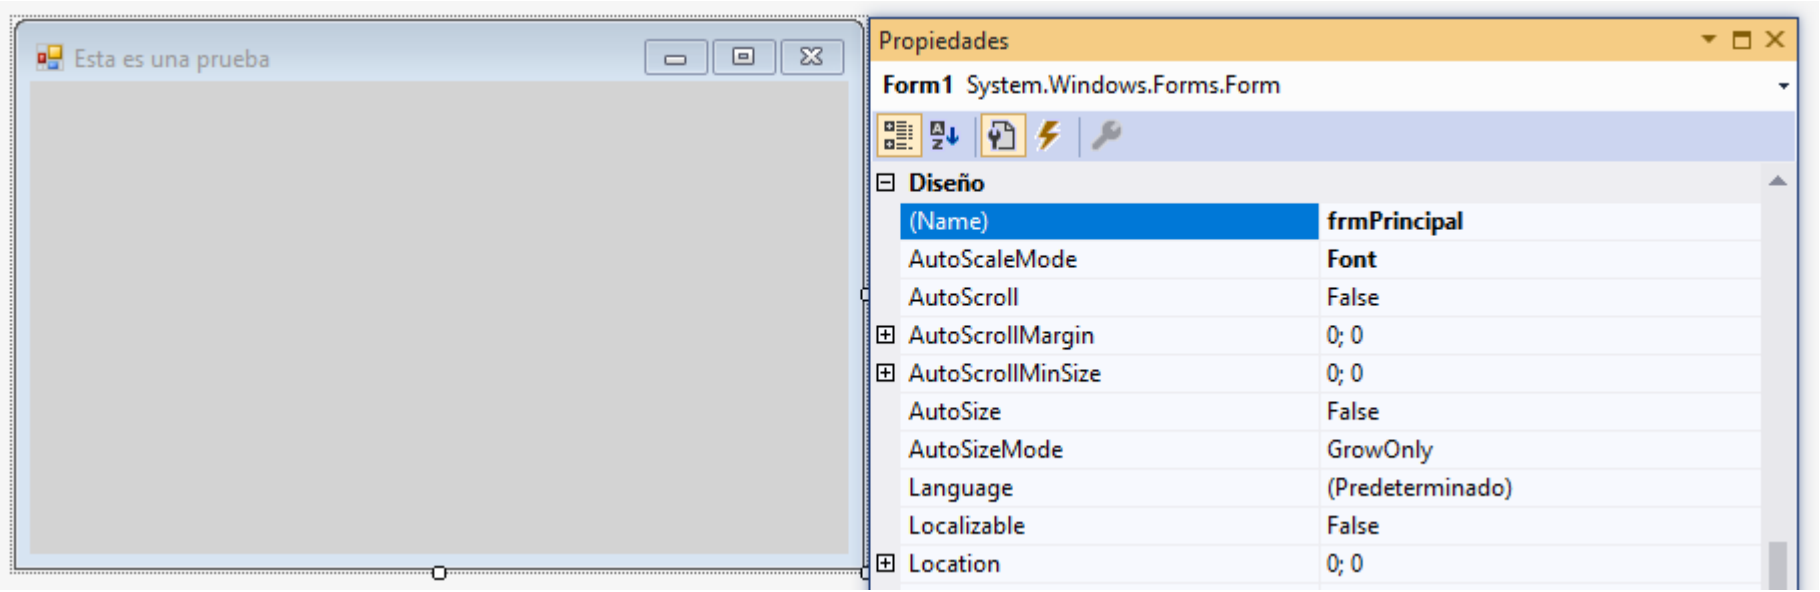 Esta es una prueba
Propiedades
Form1 System.Windows.Forms.Form
Diseño
(Name) frmPrincipal
AutoScaleMode Font
AutoScroll False
AutoScrollMargin 0; 0
AutoScrollMinSize 0; 0
AutoSize False
AutoSizeMode GrowOnly
Language (Predeterminado)
Localizable False
Location 0; 0